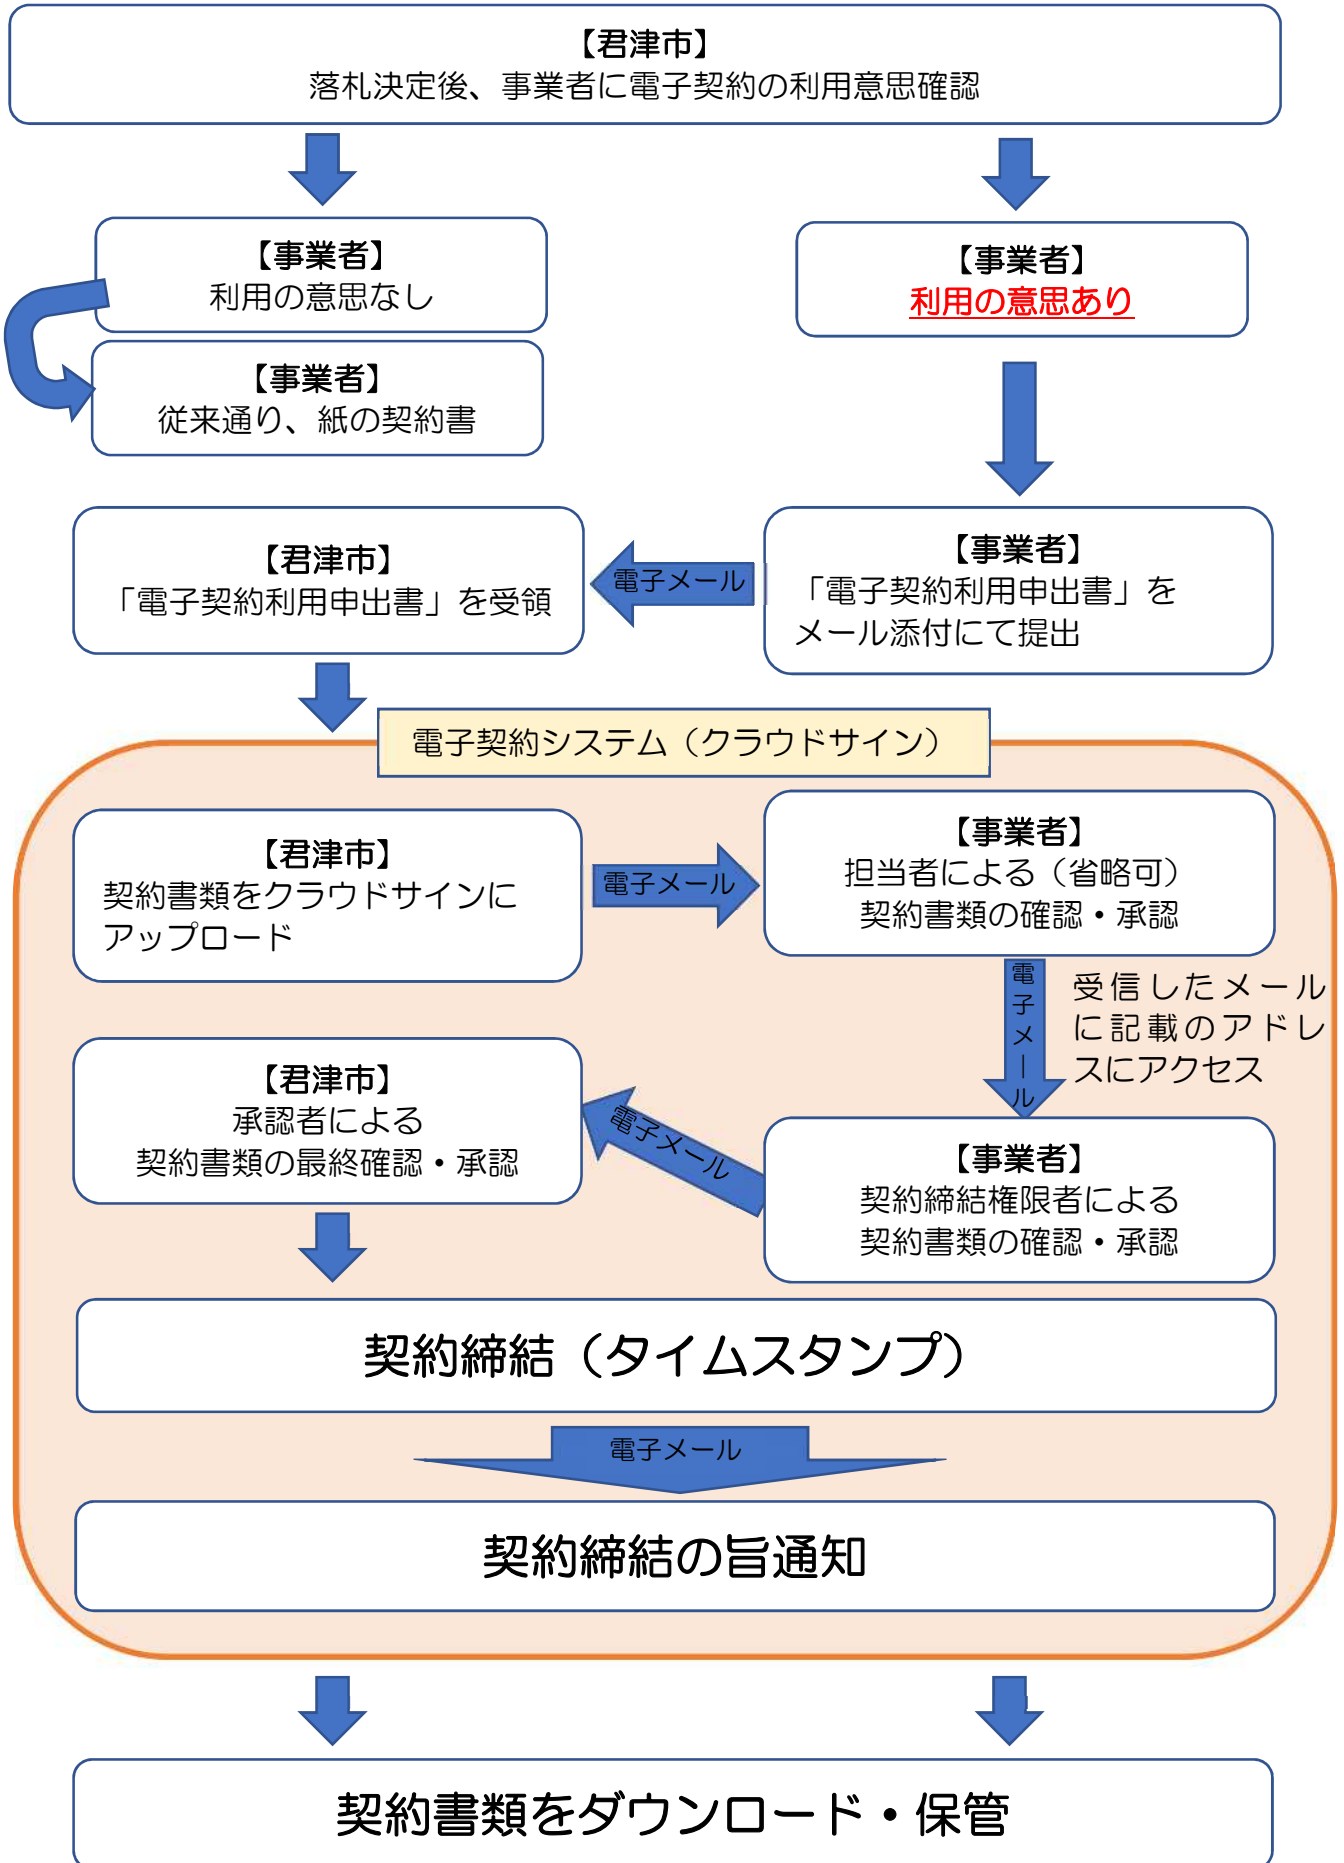 【君津市】
落札決定後、事業者に電子契約の利用意思確認
【事業者】
利用の意思なし
【事業者】
利用の意思あり
【事業者】
従来通り、紙の契約書
【君津市】
「電子契約利用申出書」を受領
電子メール
【事業者】
「電子契約利用申出書」を
メール添付にて提出
電子契約システム（クラウドサイン）
【君津市】
契約書類をクラウドサインに
アップロード
電子メール
【事業者】
担当者による（省略可）
契約書類の確認・承認
電子メール
受信したメール
に記載のアドレ
スにアクセス
【君津市】
承認者による
契約書類の最終確認・承認
電子メール
【事業者】
契約締結権限者による
契約書類の確認・承認
契約締結（タイムスタンプ）
電子メール
契約締結の旨通知
契約書類をダウンロード・保管